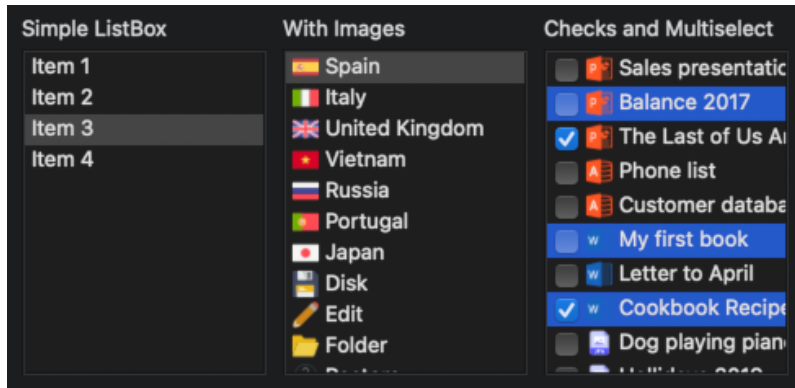 Simple ListBox
Item 1
Item 2
Item 3
Item 4
With Images
Spain
Italy
United Kingdom
Vietnam
Russia
Portugal
Japan
Disk
Edit
Folder
Checks and Multiselect
Sales presentatic
Balance 2017
The Last of Us A
Phone list
Customer databa
My first book
Letter to April
Cookbook Recipe
Dog playing pian